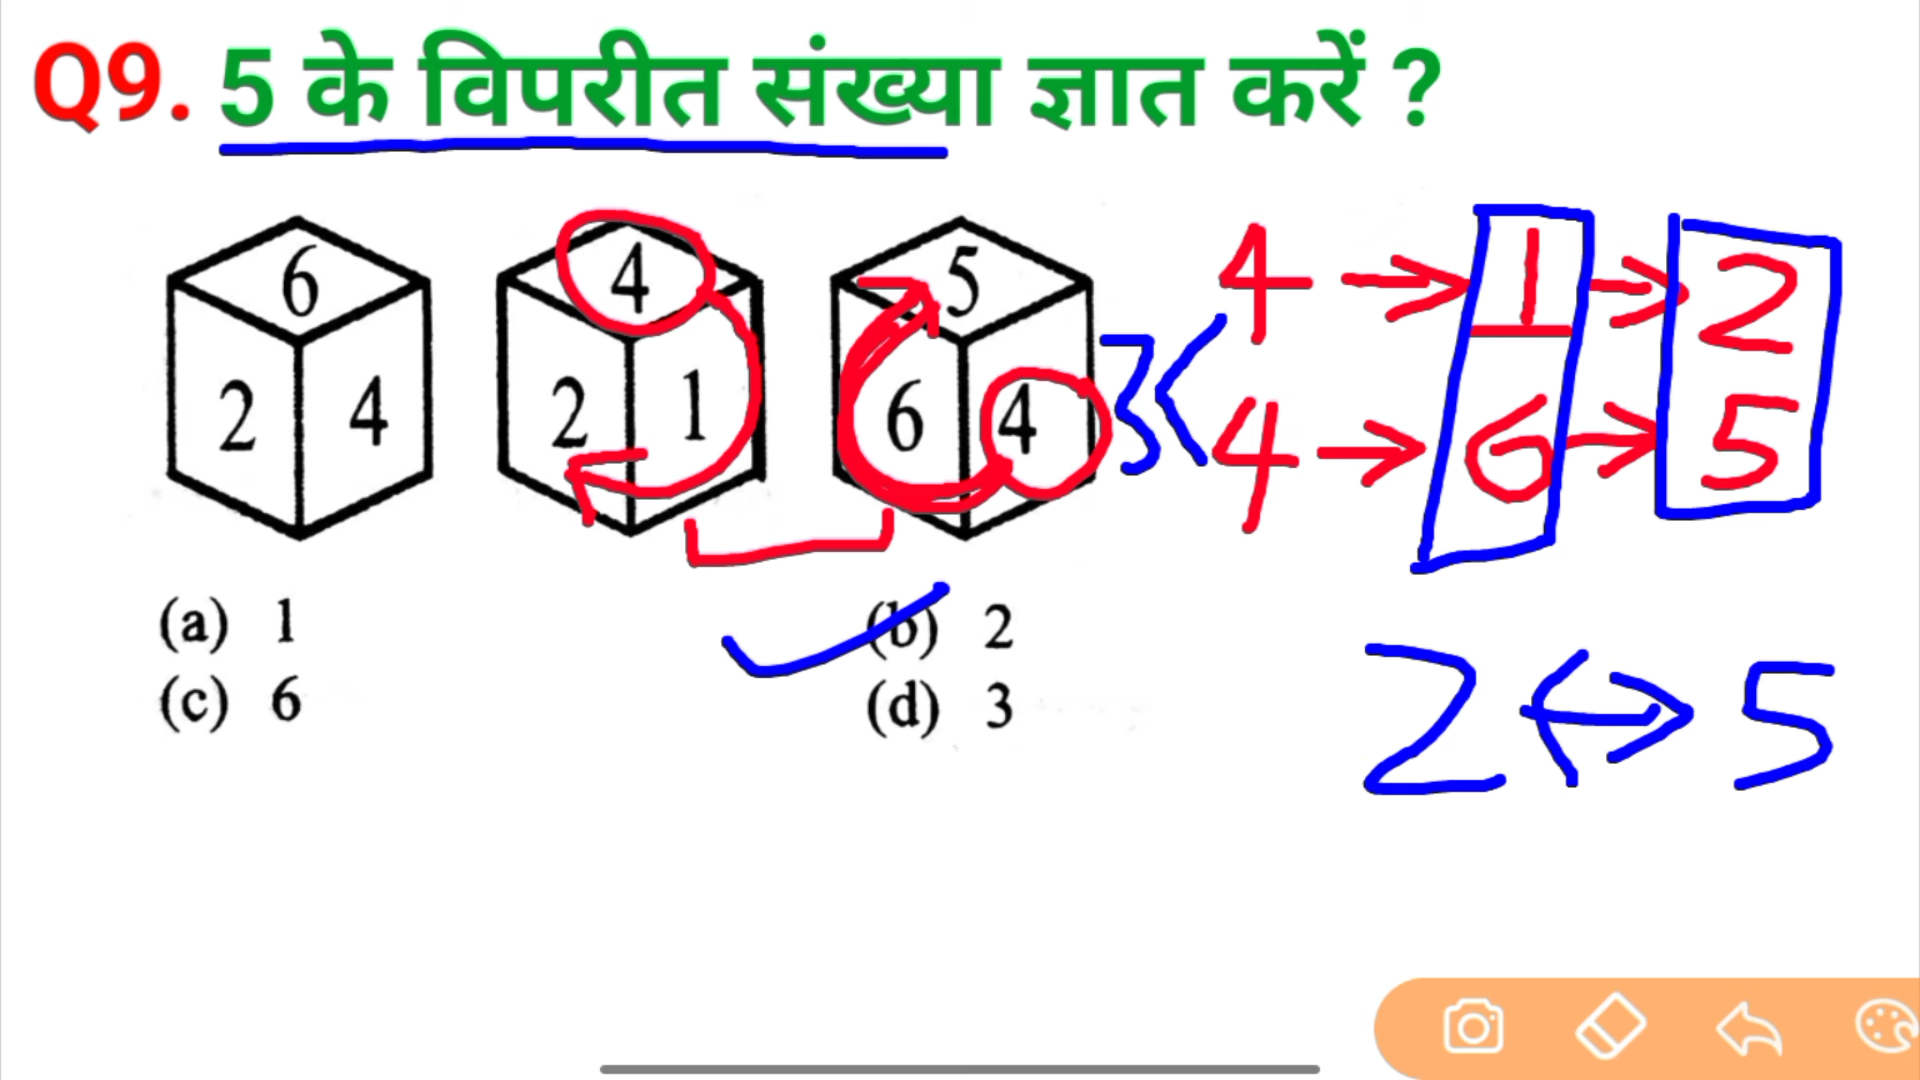 Q9. 5 के विपरीत संख्या ज्ञात करें ?
6 4 5
4 → 1 → 2
2 4 2 1 6 4 3
4 → 6 → 5
(a) 1 (b) 2
(c) 6 (d) 3
2 ↔ 5